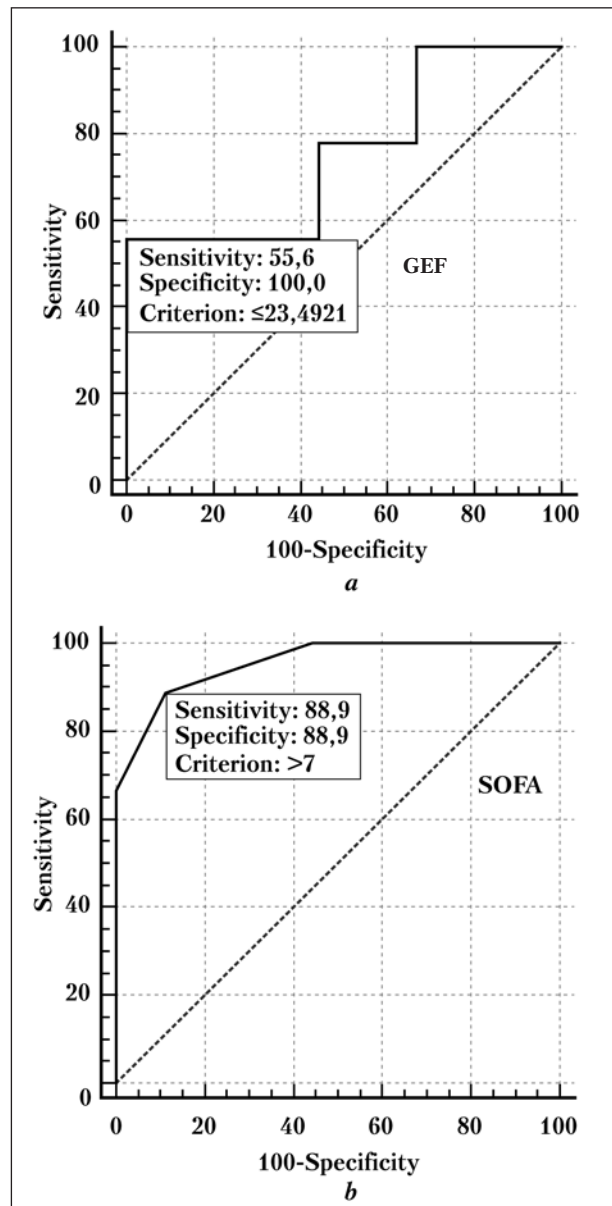 100
80
60
40
20
0
Sensitivity
Sensitivity: 55,6
Specificity: 100,0
Criterion: ≤23,4921
GEF
0 20 40 60 80 100
100-Specificity
a
100
80
60
40
20
0
Sensitivity
Sensitivity: 88,9
Specificity: 88,9
Criterion: >7
SOFA
0 20 40 60 80 100
100-Specificity
b